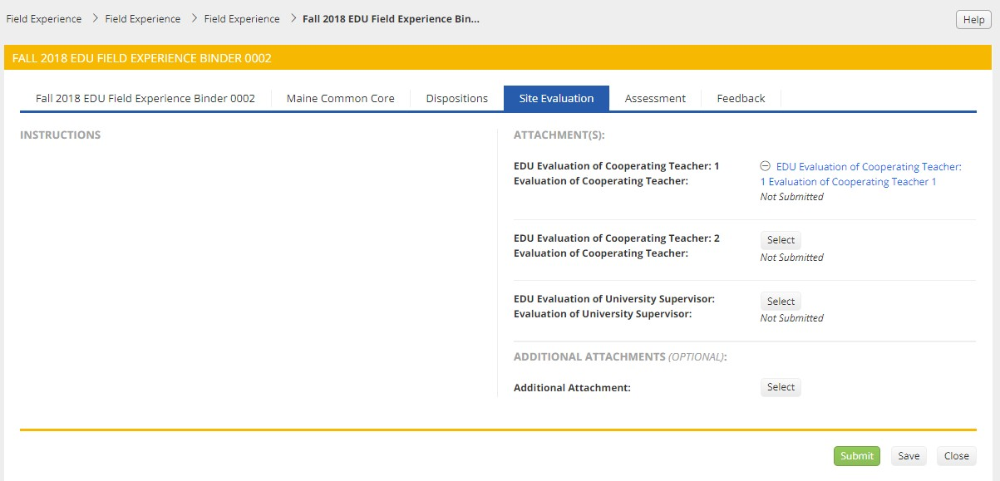 Field Experience > Field Experience > Field Experience > Fall 2018 EDU Field Experience Bin...
Help
FALL 2018 EDU FIELD EXPERIENCE BINDER 0002
Fall 2018 EDU Field Experience Binder 0002 Maine Common Core Dispositions Site Evaluation Assessment Feedback
INSTRUCTIONS
ATTACHMENT(S):
EDU Evaluation of Cooperating Teacher: 1
Evaluation of Cooperating Teacher:
EDU Evaluation of Cooperating Teacher:
1 Evaluation of Cooperating Teacher 1
Not Submitted
EDU Evaluation of Cooperating Teacher: 2
Evaluation of Cooperating Teacher:
Select
Not Submitted
EDU Evaluation of University Supervisor:
Evaluation of University Supervisor:
Select
Not Submitted
ADDITIONAL ATTACHMENTS (OPTIONAL):
Additional Attachment:
Select
Submit Save Close